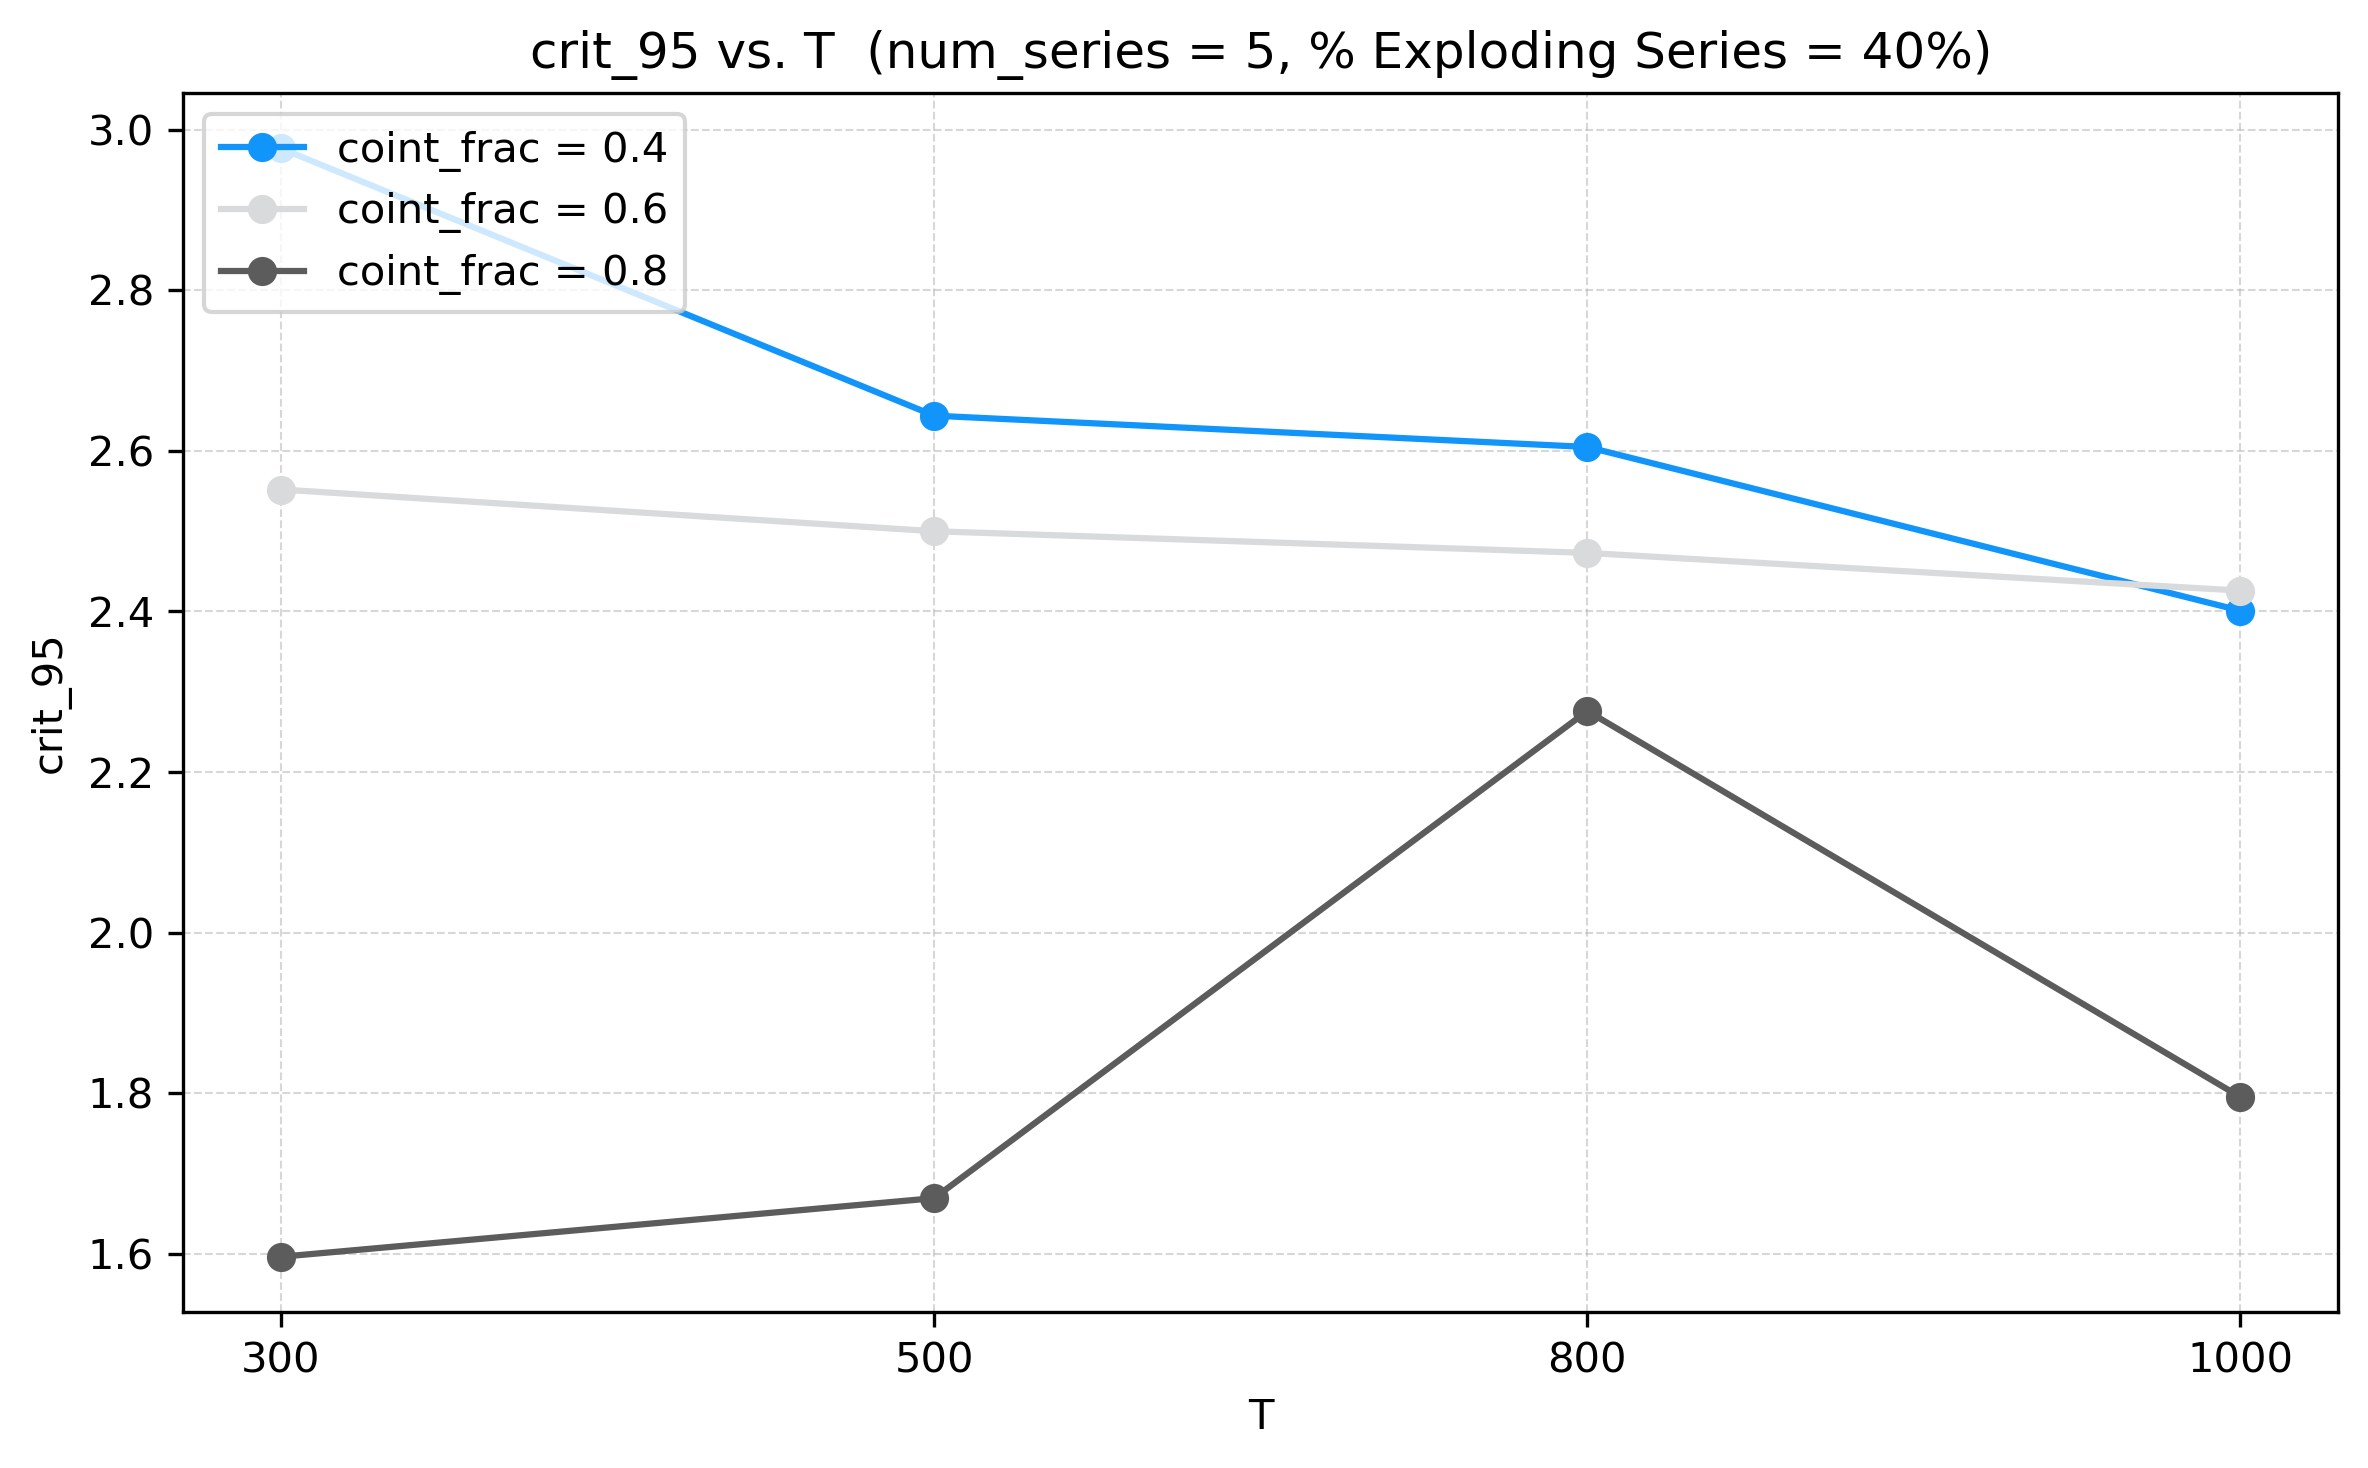 crit_95 vs. T  (num_series = 5, % Exploding Series = 40%)
coint_frac = 0.4
coint_frac = 0.6
coint_frac = 0.8
3.0
2.8
2.6
2.4
2.2
2.0
1.8
1.6
crit_95
300 500 800 1000
T